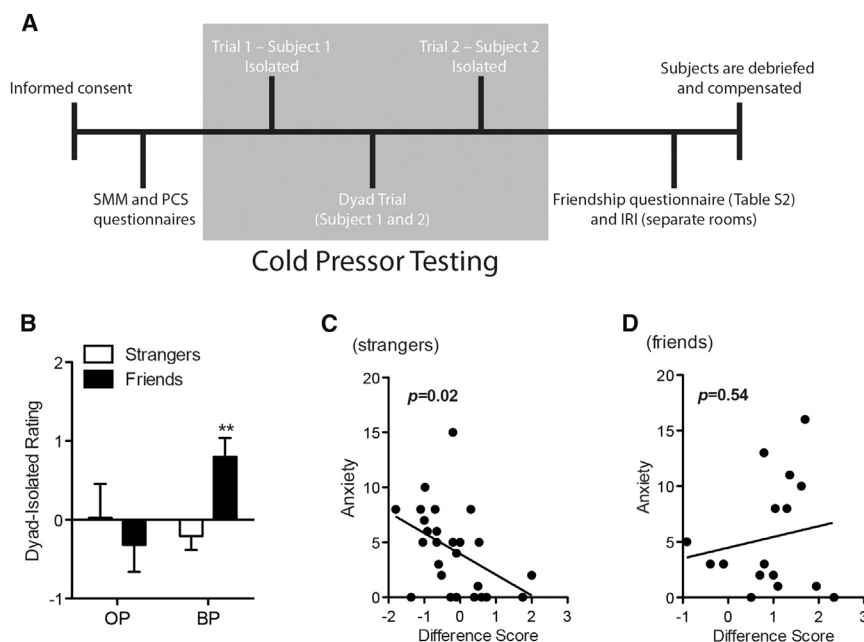 A
Informed consent
Trial 1 – Subject 1
Isolated
Trial 2 – Subject 2
Isolated
Subjects are debriefed
and compensated
SMM and PCS
questionnaires
Dyad Trial
(Subject 1 and 2)
Friendship questionnaire (Table S2)
and IRI (separate rooms)
Cold Pressor Testing
B
Strangers
Friends
Dyad-Isolated Rating
2
1
0
-1
**
OP BP
C
(strangers)
p=0.02
Anxiety
20
15
10
5
0
-2 -1 0 1 2 3
Difference Score
D
(friends)
p=0.54
Anxiety
20
15
10
5
0
-1 0 1 2 3
Difference Score